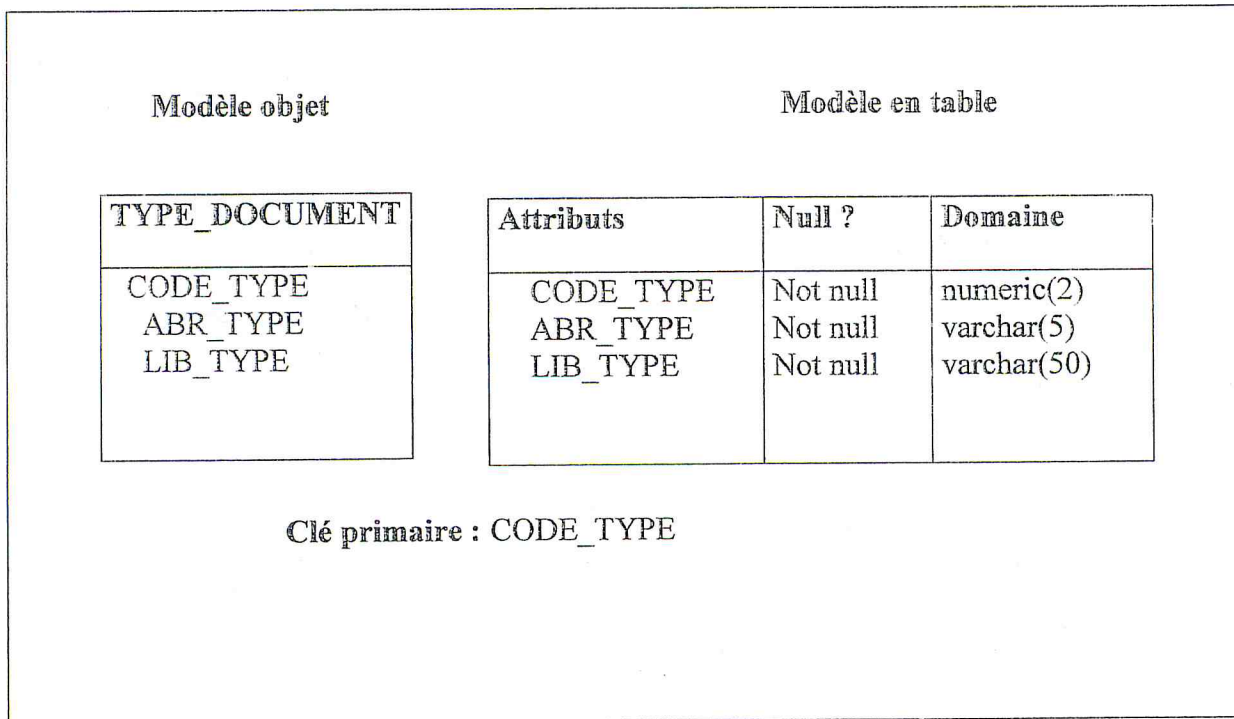 Modèle objet
Modèle en table
TYPE_DOCUMENT
CODE_TYPE
ABR_TYPE
LIB_TYPE
Attributs Null ? Domaine
CODE_TYPE Not null numeric(2)
ABR_TYPE Not null varchar(5)
LIB_TYPE Not null varchar(50)
Clé primaire : CODE_TYPE